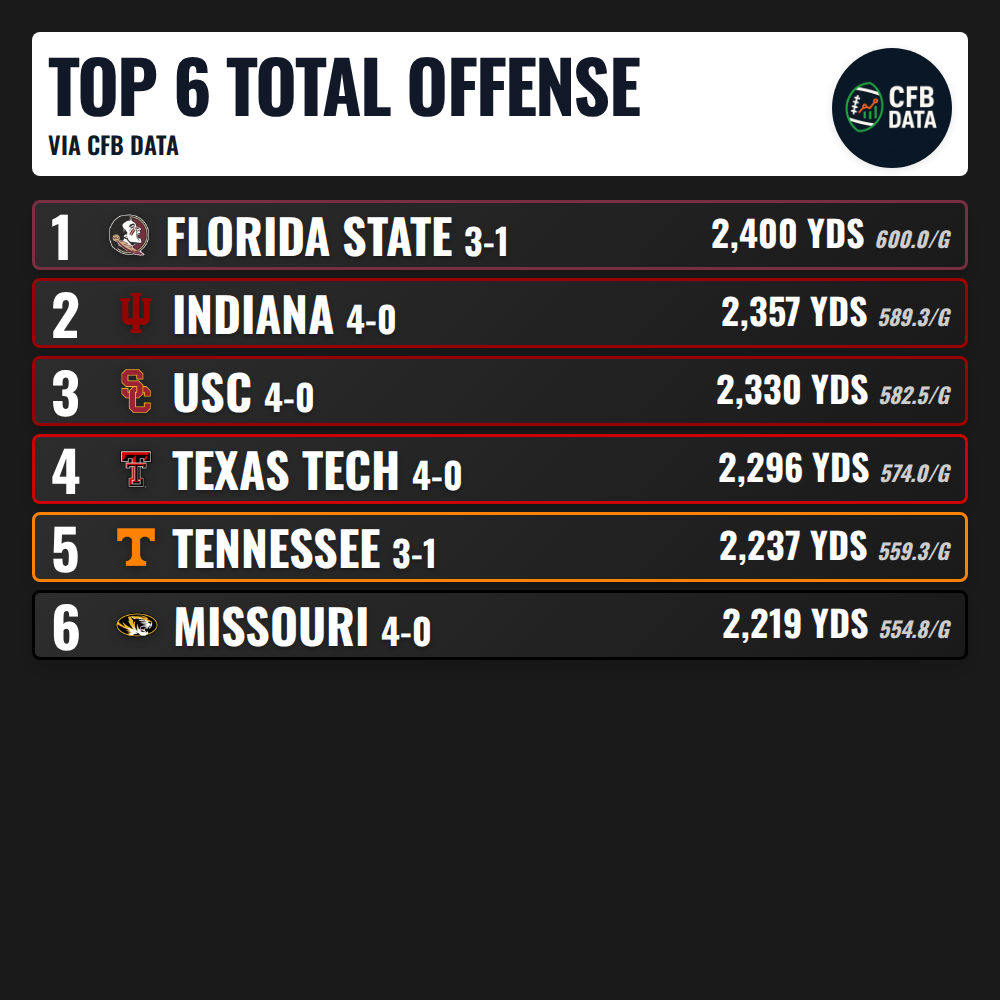 TOP 6 TOTAL OFFENSE
VIA CFB DATA
CFB
DATA
1 FLORIDA STATE 3-1 2,400 YDS 600.0/G
2 INDIANA 4-0 2,357 YDS 589.3/G
3 SC USC 4-0 2,330 YDS 582.5/G
4 TT TEXAS TECH 4-0 2,296 YDS 574.0/G
5 T TENNESSEE 3-1 2,237 YDS 559.3/G
6 MISSOURI 4-0 2,219 YDS 554.8/G